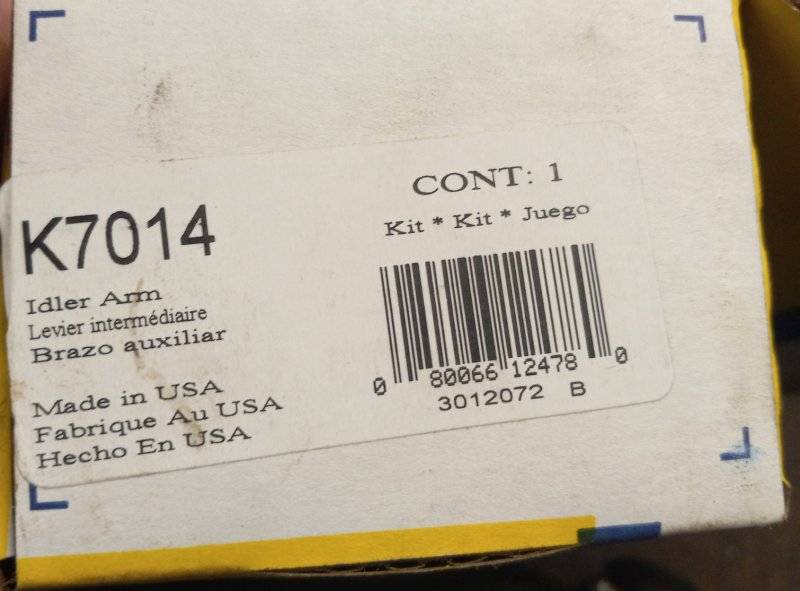 K7014
Idler Arm
Levier intermédiaire
Brazo auxiliar
Made in USA
Fabrique Au USA
Hecho En USA
CONT: 1
Kit * Kit * Juego
0 80066 12478 0
3012072 B